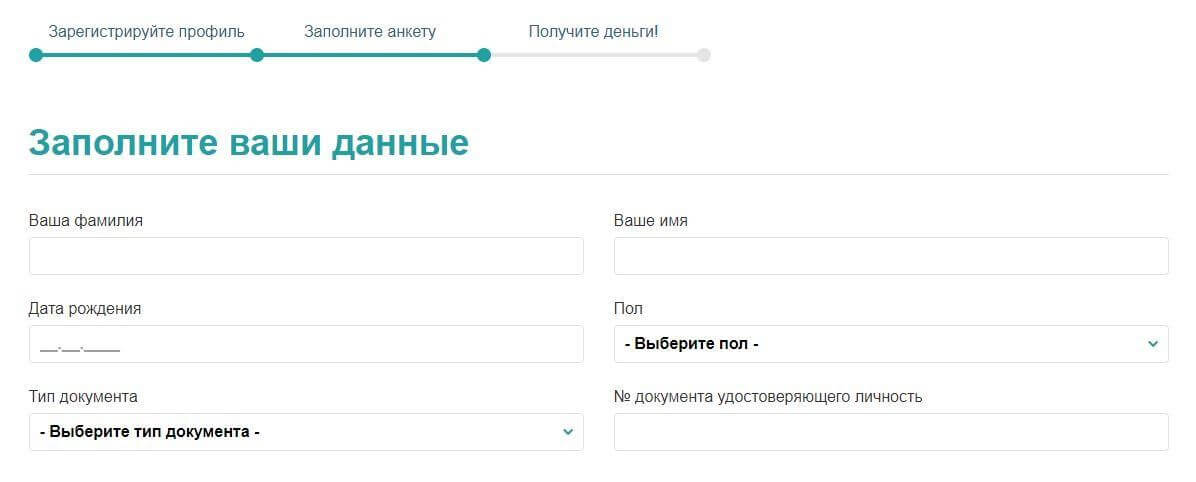 Зарегистрируйте профиль Заполните анкету Получите деньги!
Заполните ваши данные
Ваша фамилия Ваше имя
Дата рождения Пол
__.__.____ - Выберите пол -
Тип документа № документа удостоверяющего личность
- Выберите тип документа -